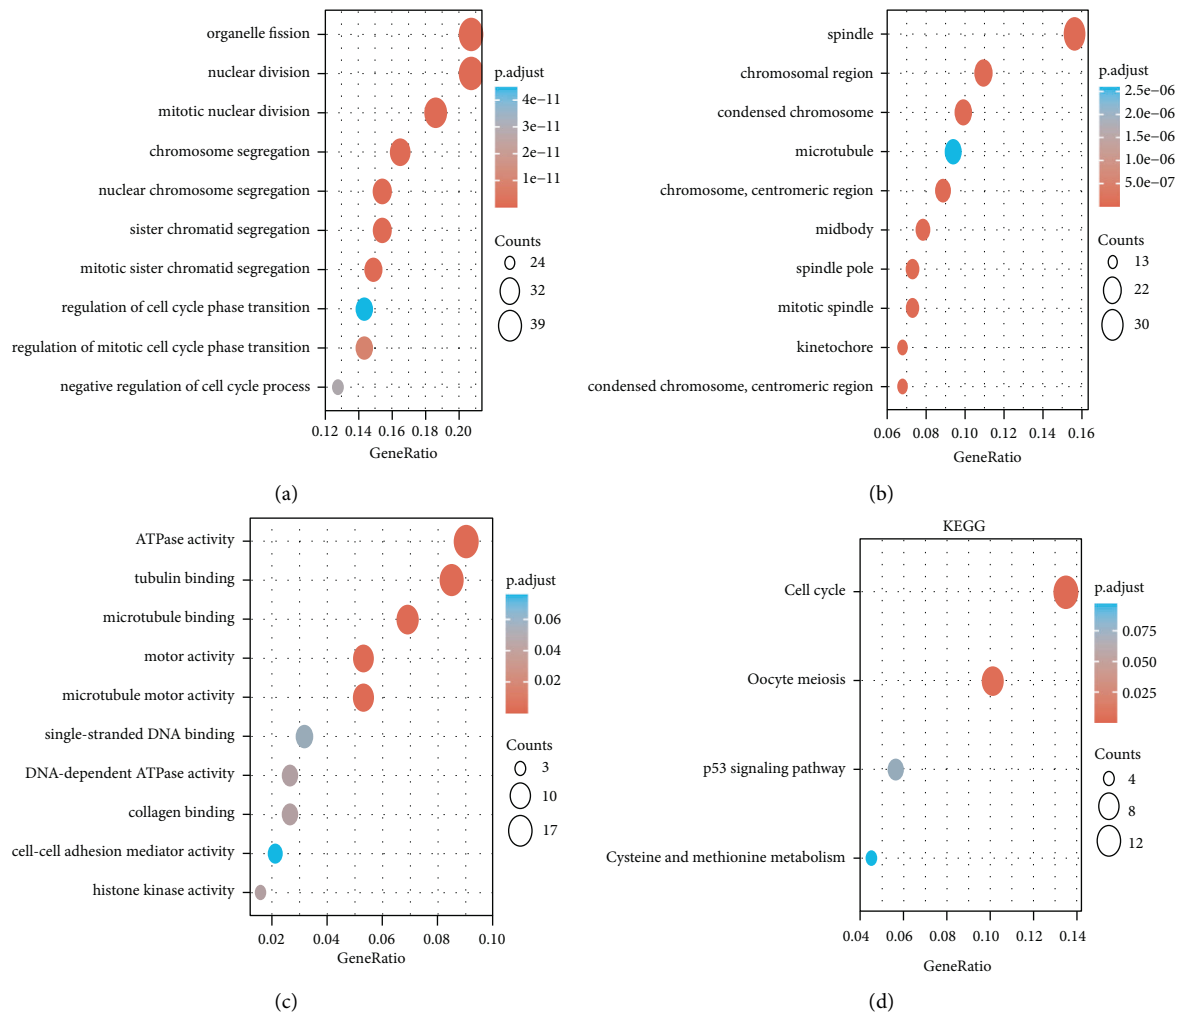 organelle fission
nuclear division
mitotic nuclear division
chromosome segregation
nuclear chromosome segregation
sister chromatid segregation
mitotic sister chromatid segregation
regulation of cell cycle phase transition
regulation of mitotic cell cycle phase transition
negative regulation of cell cycle process
0.12 0.14 0.16 0.18 0.20
GeneRatio
p.adjust
4e−11
3e−11
2e−11
1e−11
Counts
24
32
39
(a)
spindle
chromosomal region
condensed chromosome
microtubule
chromosome, centromeric region
midbody
spindle pole
mitotic spindle
kinetochore
condensed chromosome, centromeric region
0.06 0.08 0.10 0.12 0.14 0.16
GeneRatio
p.adjust
2.5e−06
2.0e−06
1.5e−06
1.0e−06
5.0e−07
Counts
13
22
30
(b)
ATPase activity
tubulin binding
microtubule binding
motor activity
microtubule motor activity
single-stranded DNA binding
DNA-dependent ATPase activity
collagen binding
cell-cell adhesion mediator activity
histone kinase activity
0.02 0.04 0.06 0.08 0.10
GeneRatio
p.adjust
0.06
0.04
0.02
Counts
3
10
17
(c)
KEGG
Cell cycle
Oocyte meiosis
p53 signaling pathway
Cysteine and methionine metabolism
0.04 0.06 0.08 0.10 0.12 0.14
GeneRatio
p.adjust
0.075
0.050
0.025
Counts
4
8
12
(d)